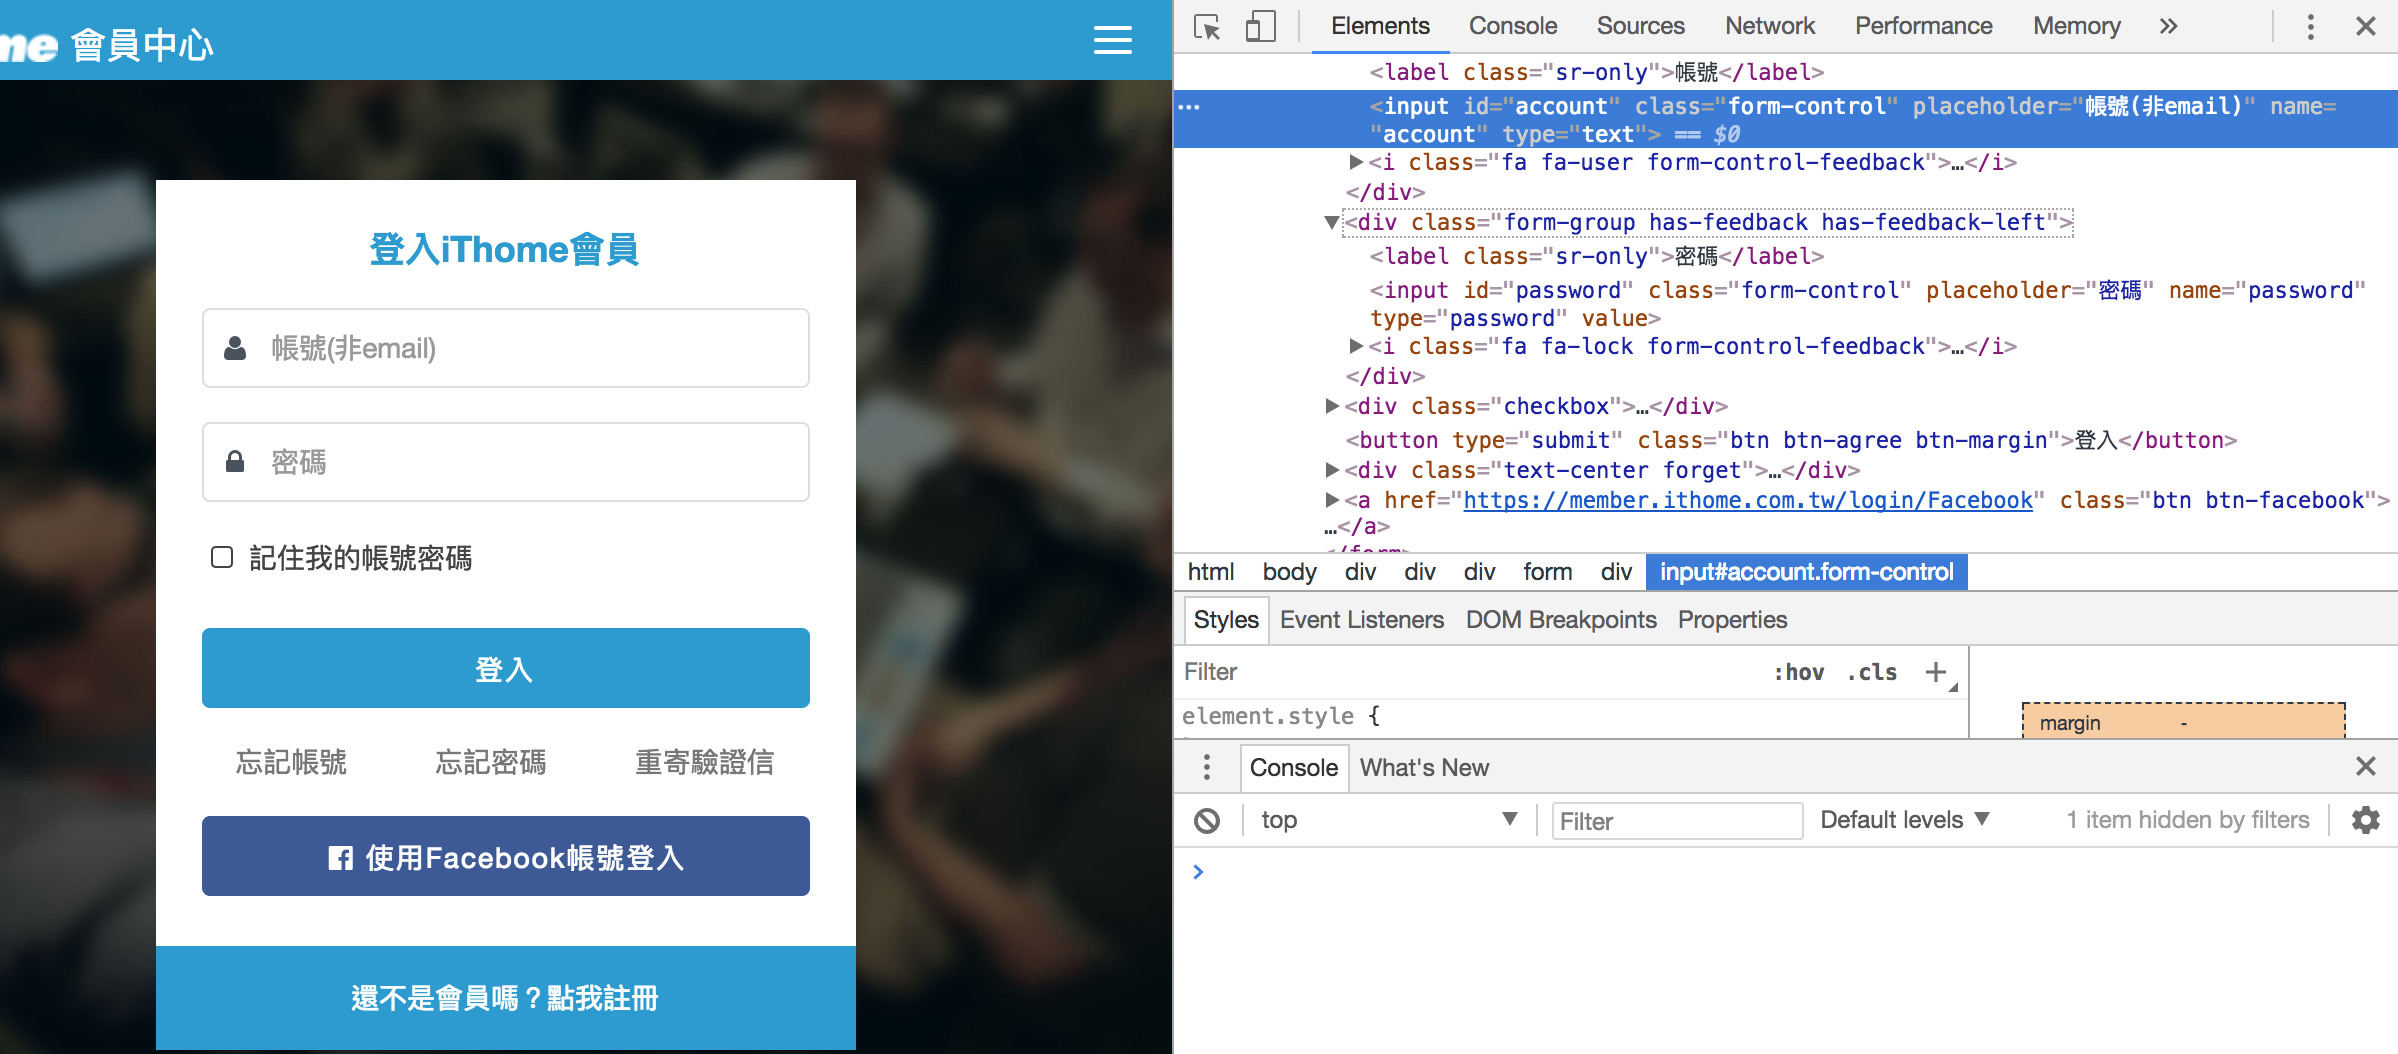 me 會員中心
登入iThome會員
帳號(非email)
密碼
記住我的帳號密碼
登入
忘記帳號 忘記密碼 重寄驗證信
使用Facebook帳號登入
還不是會員嗎？點我註冊
Elements Console Sources Network Performance Memory »
<label class="sr-only">帳號</label>
<input id="account" class="form-control" placeholder="帳號(非email)" name=
"account" type="text"> == $0
<i class="fa fa-user form-control-feedback">…</i>
</div>
<div class="form-group has-feedback has-feedback-left">
<label class="sr-only">密碼</label>
<input id="password" class="form-control" placeholder="密碼" name="password"
type="password" value>
<i class="fa fa-lock form-control-feedback">…</i>
</div>
<div class="checkbox">…</div>
<button type="submit" class="btn btn-agree btn-margin">登入</button>
<div class="text-center forget">…</div>
<a href="https://member.ithome.com.tw/login/Facebook" class="btn btn-facebook">
…</a>
</form>
html body div div div form div input#account.form-control
Styles Event Listeners DOM Breakpoints Properties
Filter :hov .cls +
element.style {
margin -
Console What's New
top Filter Default levels 1 item hidden by filters